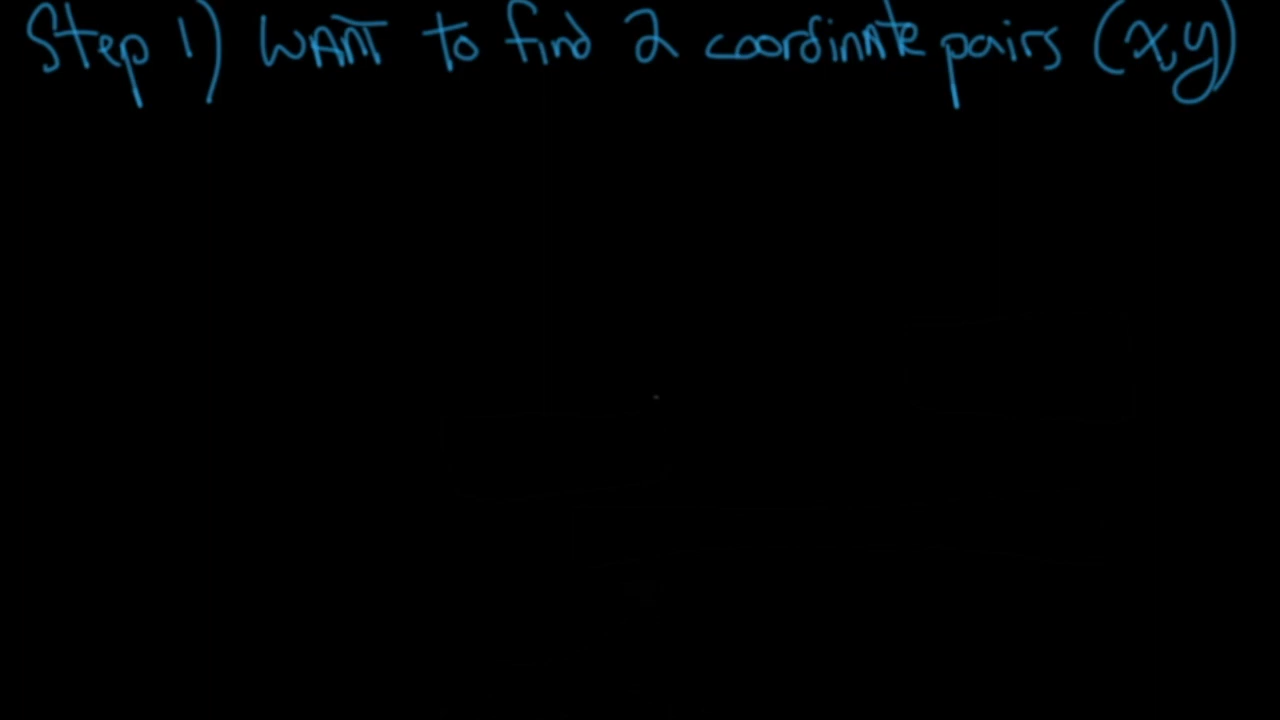 Step 1) WANT to find 2 coordinate pairs (x,y)